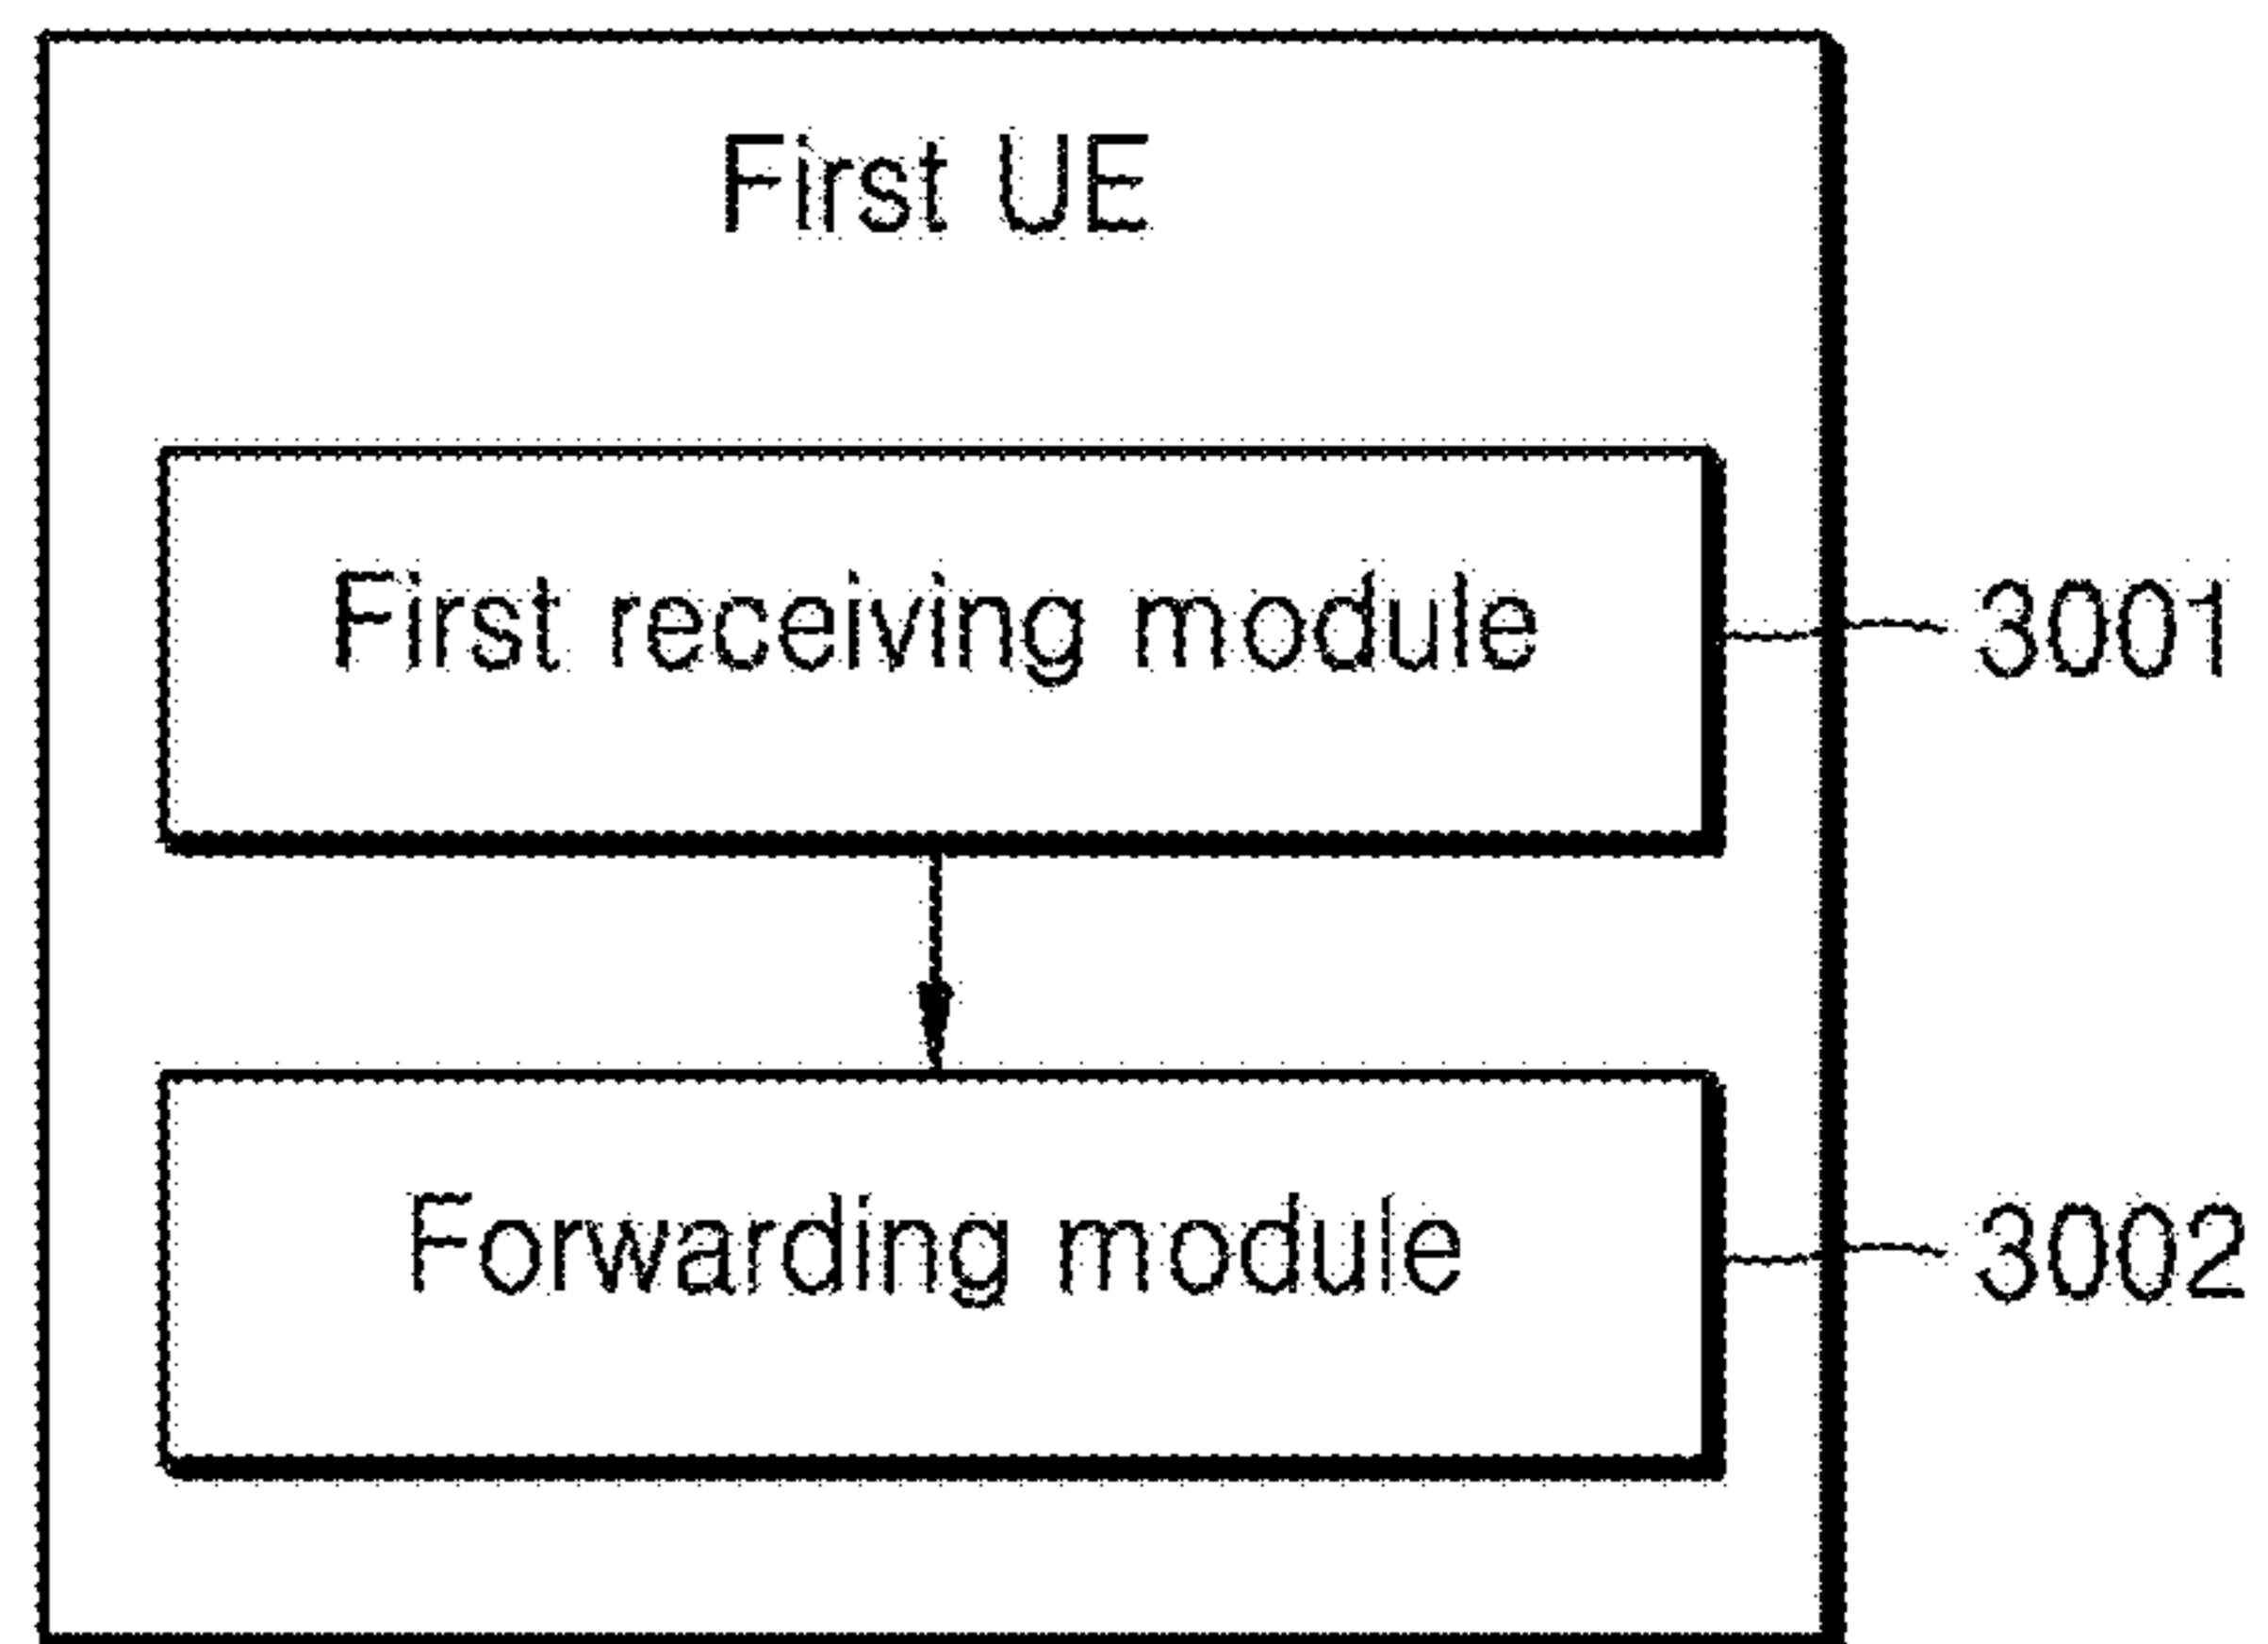 First UE
First receiving module
3001
Forwarding module
3002